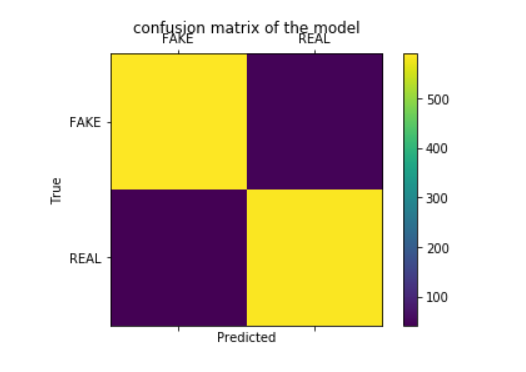 confusion matrix of the model
FAKE REAL
FAKE
REAL
True
Predicted
500
400
300
200
100